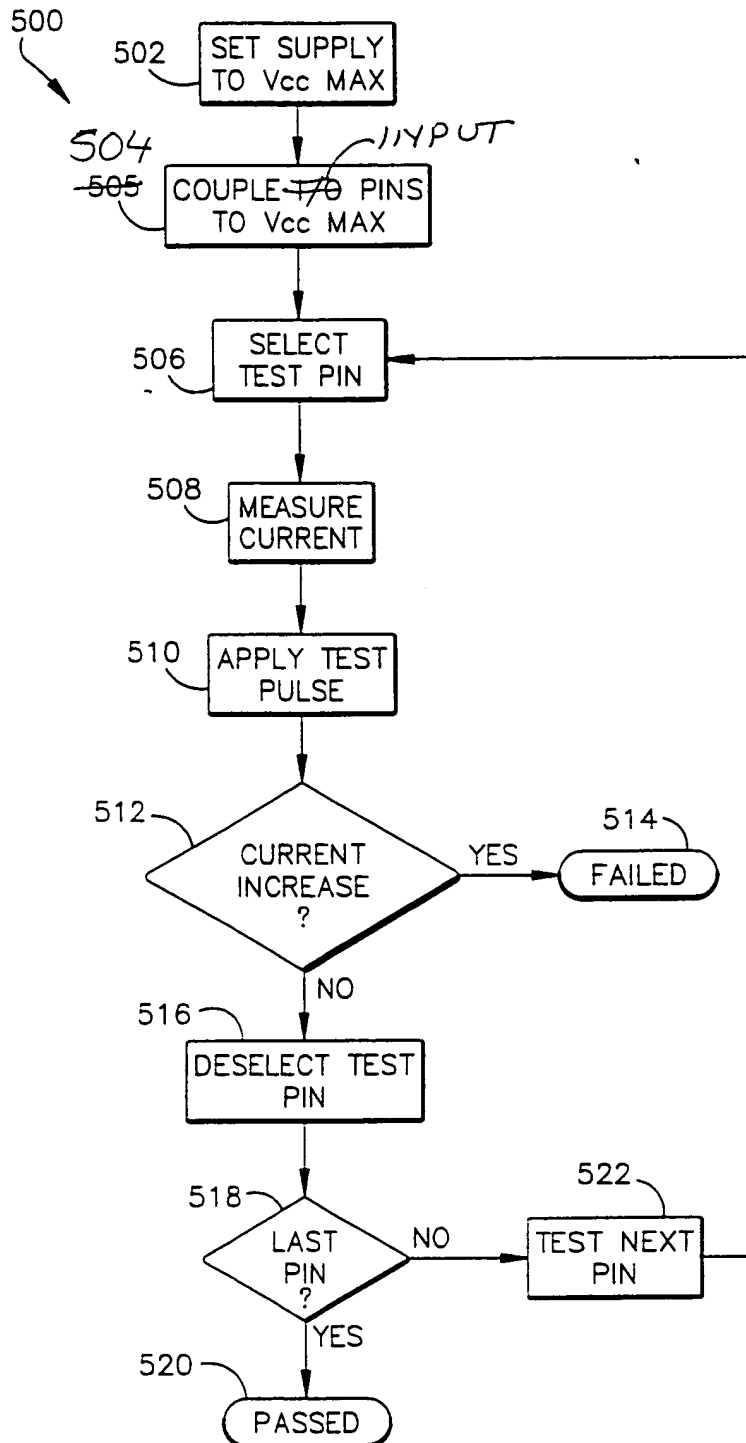 500
502
SET SUPPLY
TO Vcc MAX
504
INPUT
505
COUPLE I/O PINS
TO Vcc MAX
506
SELECT
TEST PIN
508
MEASURE
CURRENT
510
APPLY TEST
PULSE
512
CURRENT
INCREASE
?
YES
514
FAILED
NO
516
DESELECT TEST
PIN
518
LAST
PIN
?
NO
522
TEST NEXT
PIN
YES
520
PASSED